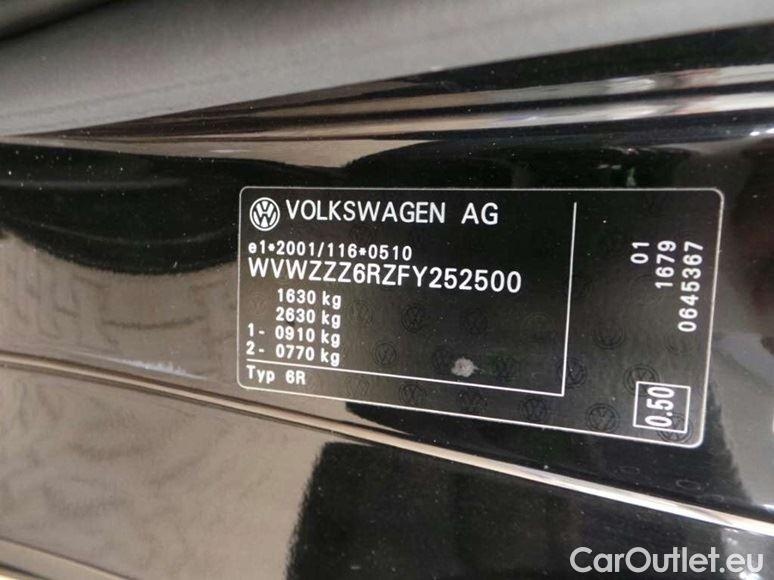 VOLKSWAGEN AG
e1*2001/116*0510
WVWZZZ6RZFY252500
1630 kg
2630 kg
1- 0910 kg
2- 0770 kg
Typ 6R
01
1679
0645367
0.50
CarOutlet.eu